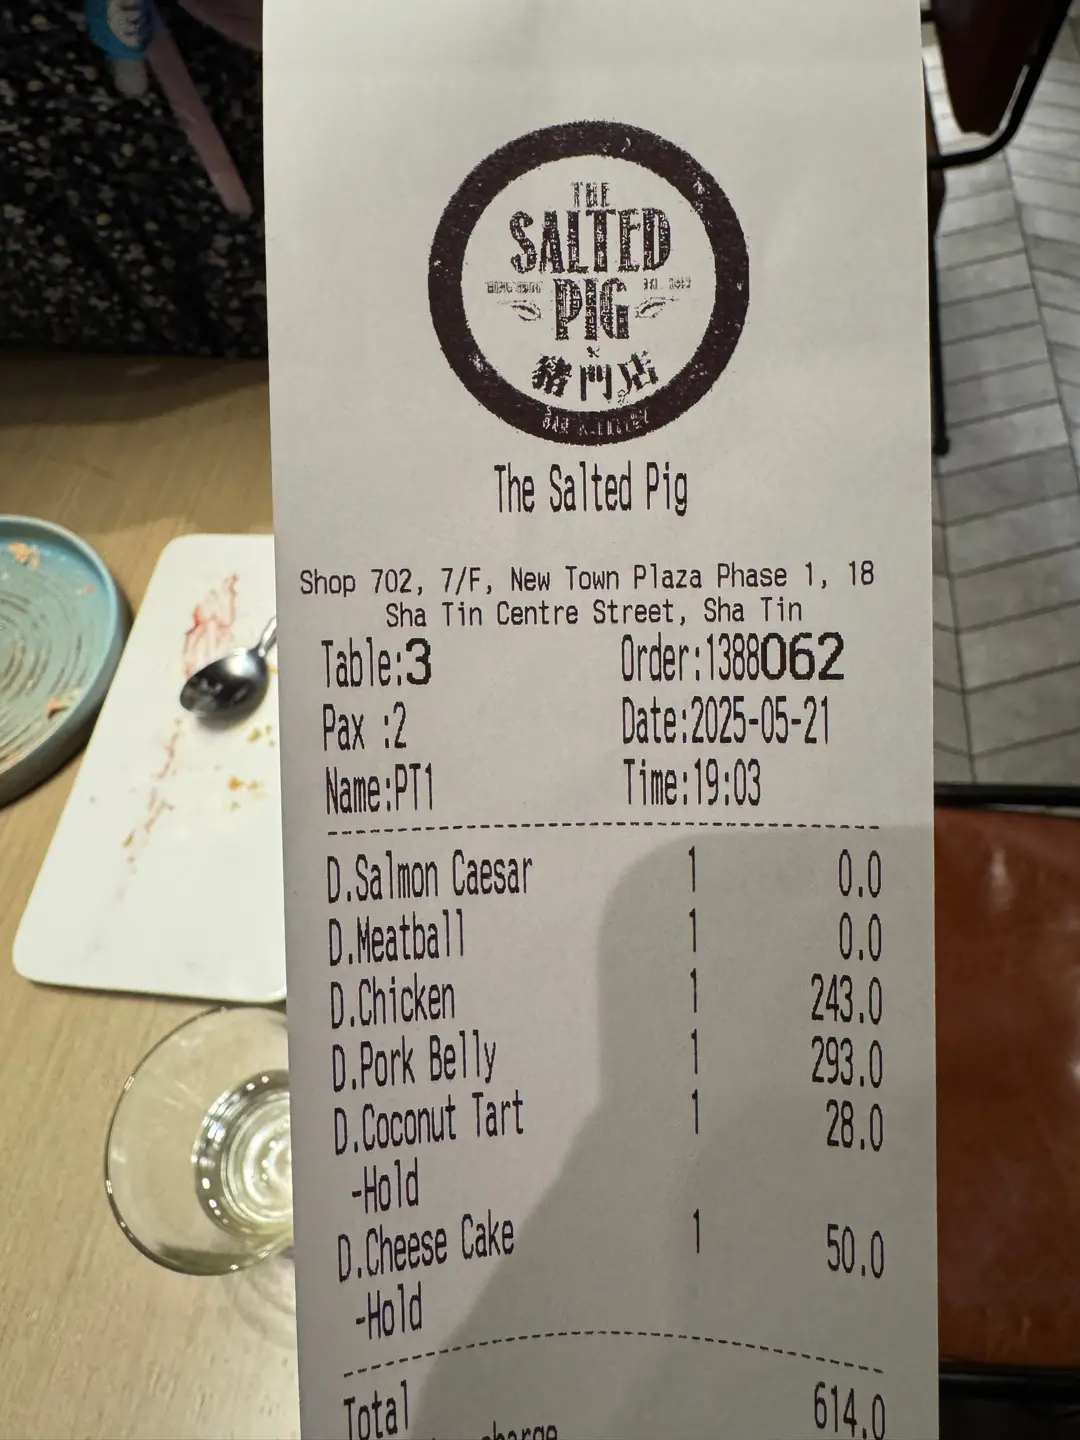 THE
SALTED
PIG
豬門店
The Salted Pig
Shop 702, 7/F, New Town Plaza Phase 1, 18
Sha Tin Centre Street, Sha Tin
Table:3 Order:1388062
Pax :2 Date:2025-05-21
Name:PT1 Time:19:03
D.Salmon Caesar 1 0.0
D.Meatball 1 0.0
D.Chicken 1 243.0
D.Pork Belly 1 293.0
D.Coconut Tart 1 28.0
-Hold
D.Cheese Cake 1 50.0
-Hold
Total 614.0
charge